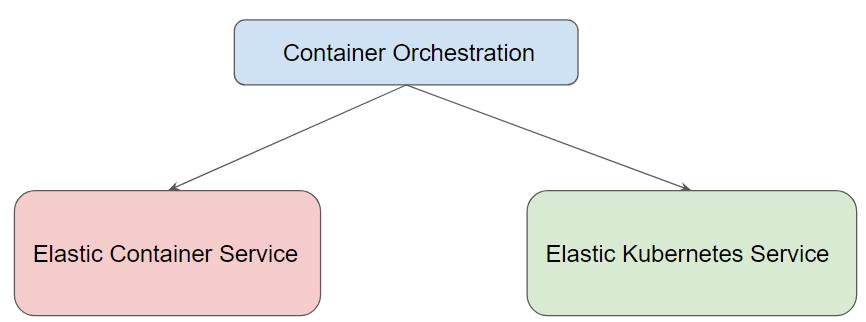 Container Orchestration
Elastic Container Service
Elastic Kubernetes Service